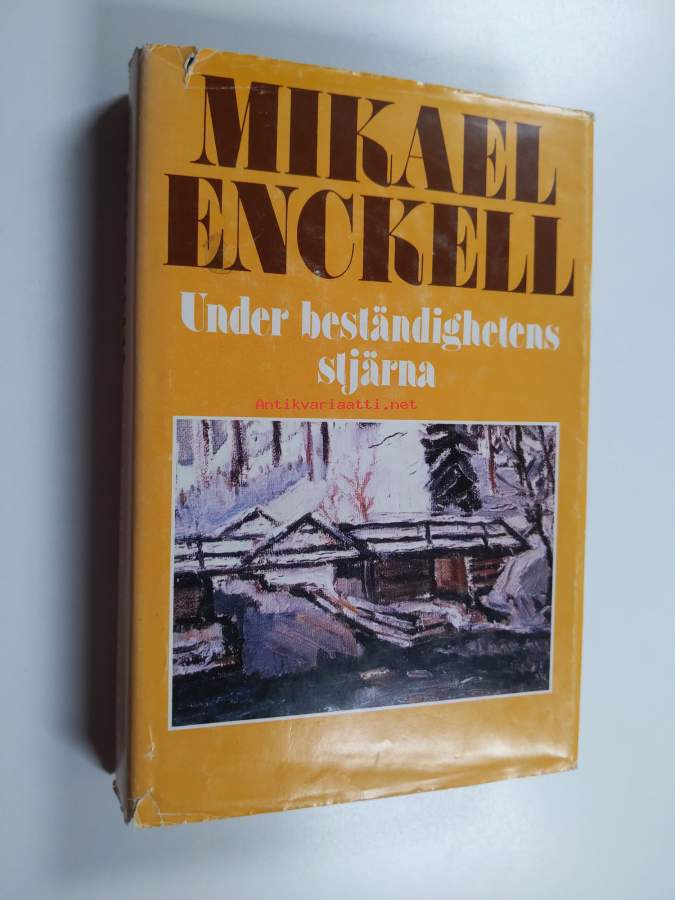 MIKAEL
ENCKELL
Under beständighetens
stjärna
Antikvariaatti.net